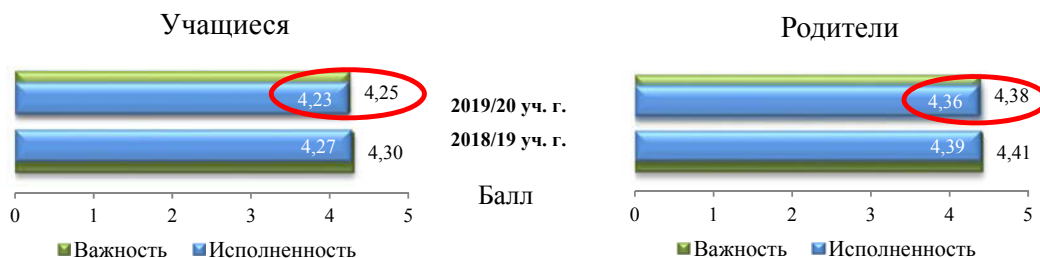 Учащиеся
4,23
4,25
4,27
4,30
0 1 2 3 4 5
Важность Исполненность
2019/20 уч. г.
2018/19 уч. г.
Балл
Родители
4,36
4,38
4,39
4,41
0 1 2 3 4 5
Важность Исполненность